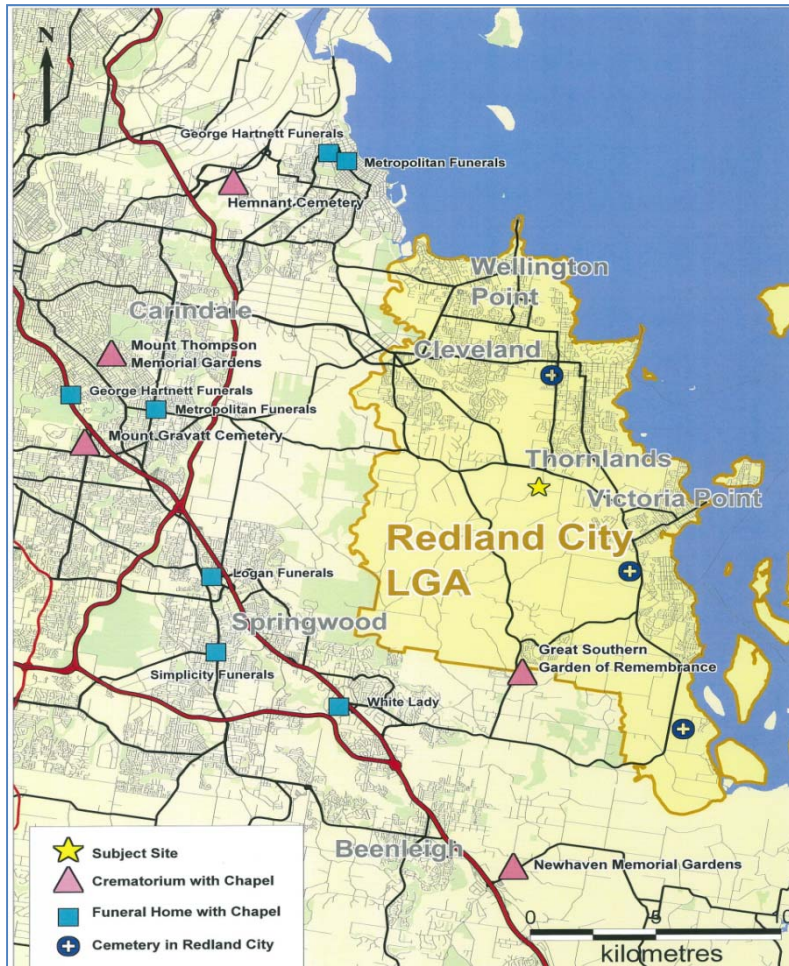 N
George Hartnett Funerals
Metropolitan Funerals
Hemnant Cemetery
Wellington
Point
Carindale
Mount Thompson
Memorial Gardens
Cleveland
George Hartnett Funerals
Metropolitan Funerals
Mount Gravatt Cemetery
Thornlands
Victoria Point
Redland City
LGA
Logan Funerals
Springwood
Great Southern
Garden of Remembrance
Simplicity Funerals
White Lady
Beenleigh
Newhaven Memorial Gardens
Subject Site
Crematorium with Chapel
Funeral Home with Chapel
Cemetery in Redland City
0 5 10
kilometres